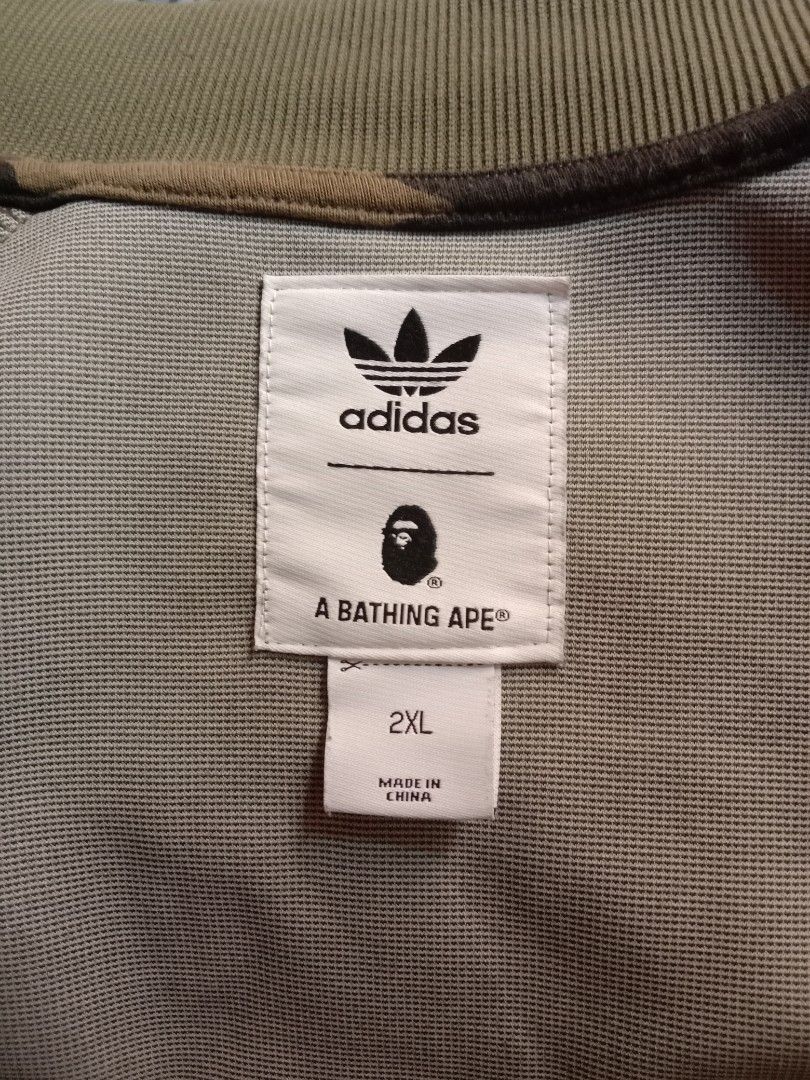 adidas
®
A BATHING APE®
2XL
MADE IN
CHINA